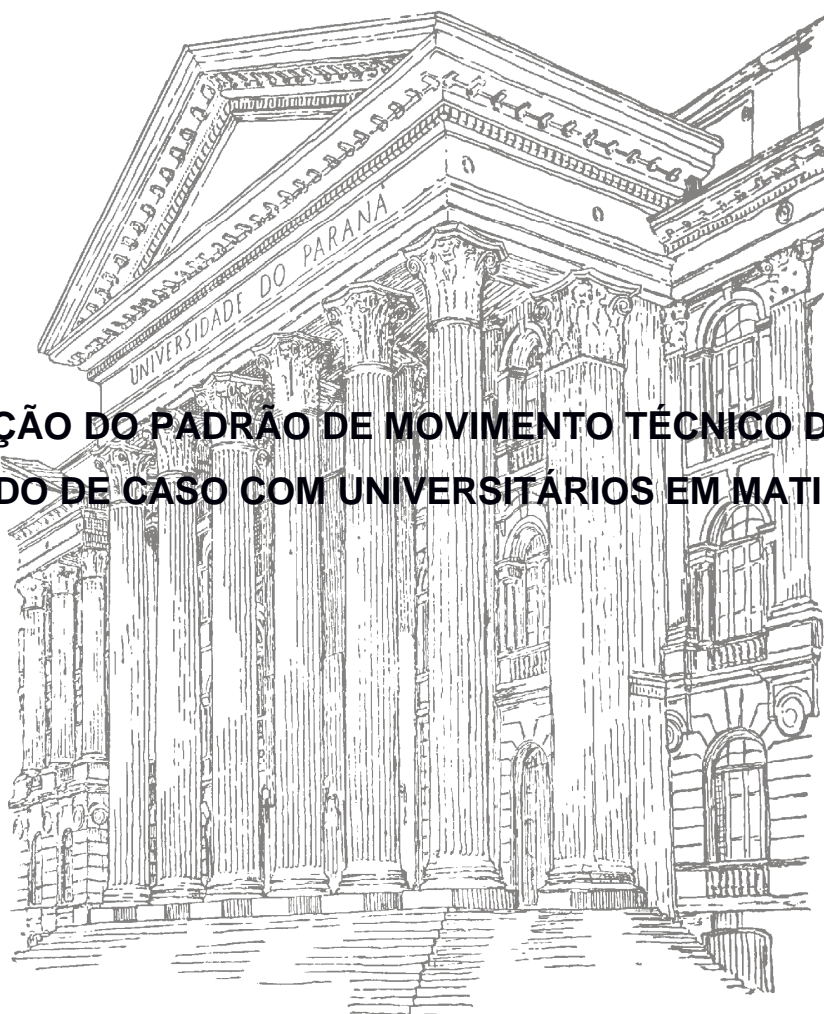 UNIVERSIDADE DO PARANÁ
ÇÃO DO PADRÃO DE MOVIMENTO TÉCNICO D
DO DE CASO COM UNIVERSITÁRIOS EM MATI